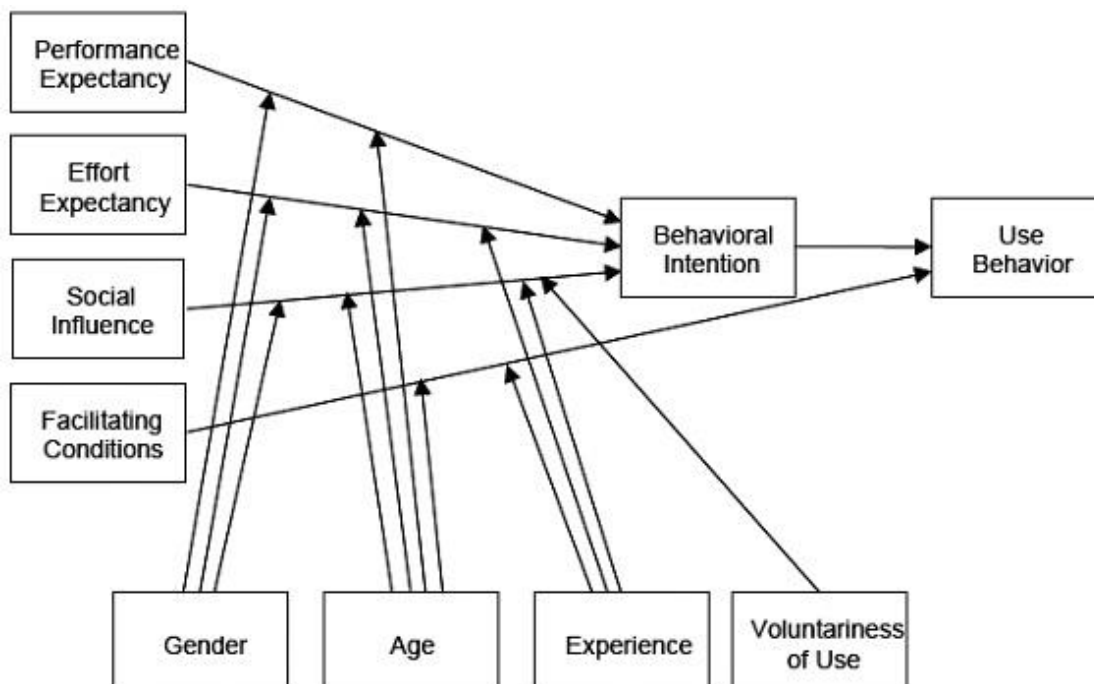 Performance
Expectancy
Effort
Expectancy
Social
Influence
Facilitating
Conditions
Behavioral
Intention
Use
Behavior
Gender
Age
Experience
Voluntariness
of Use